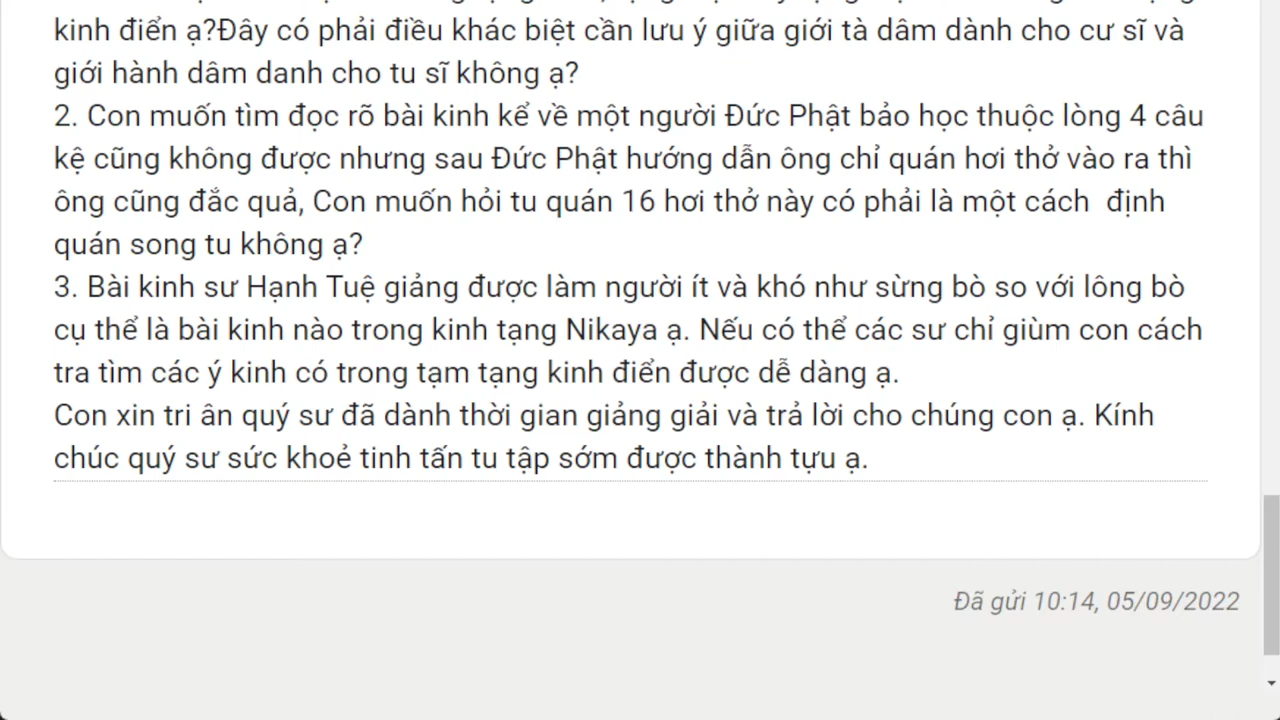 kinh điển ạ?Đây có phải điều khác biệt cần lưu ý giữa giới tà dâm dành cho cư sĩ và
giới hành dâm danh cho tu sĩ không ạ?
2. Con muốn tìm đọc rõ bài kinh kể về một người Đức Phật bảo học thuộc lòng 4 câu
kệ cũng không được nhưng sau Đức Phật hướng dẫn ông chỉ quán hơi thở vào ra thì
ông cũng đắc quả, Con muốn hỏi tu quán 16 hơi thở này có phải là một cách  định
quán song tu không ạ?
3. Bài kinh sư Hạnh Tuệ giảng được làm người ít và khó như sừng bò so với lông bò
cụ thể là bài kinh nào trong kinh tạng Nikaya ạ. Nếu có thể các sư chỉ giùm con cách
tra tìm các ý kinh có trong tạm tạng kinh điển được dễ dàng ạ.
Con xin tri ân quý sư đã dành thời gian giảng giải và trả lời cho chúng con ạ. Kính
chúc quý sư sức khoẻ tinh tấn tu tập sớm được thành tựu ạ.
Đã gửi 10:14, 05/09/2022